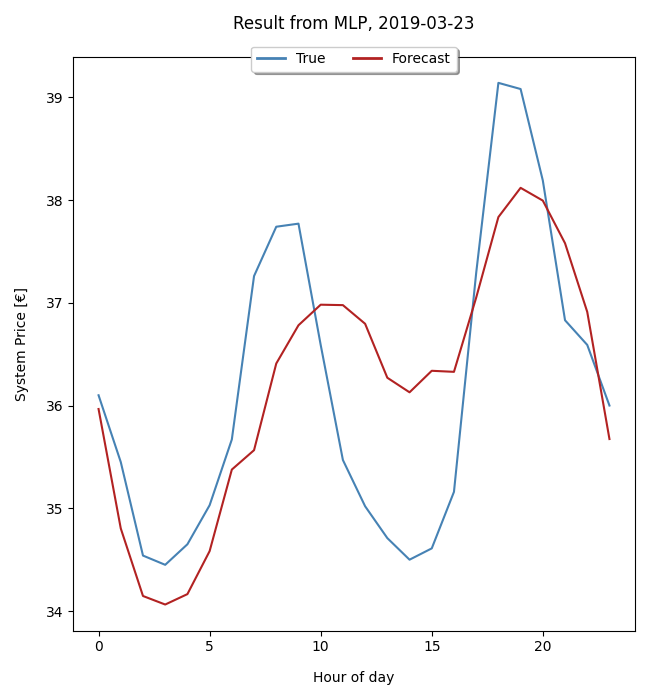 Result from MLP, 2019-03-23
True Forecast
39
38
37
36
35
34
System Price [€]
0 5 10 15 20
Hour of day